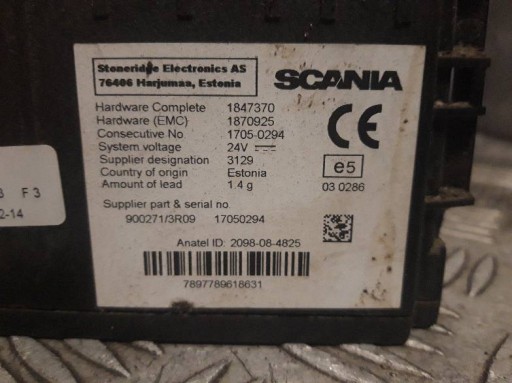 Stoneridge Electronics AS
76406 Harjumaa, Estonia
SCANIA
Hardware Complete 1847370
Hardware (EMC) 1870925
Consecutive No 1705-0294
System voltage 24V
Supplier designation 3129
Country of origin Estonia
Amount of lead 1.4 g
CE
e5
03 0286
Supplier part & serial no.
900271/3R09 17050294
Anatel ID: 2098-08-4825
7897789618631
F 3
2-14